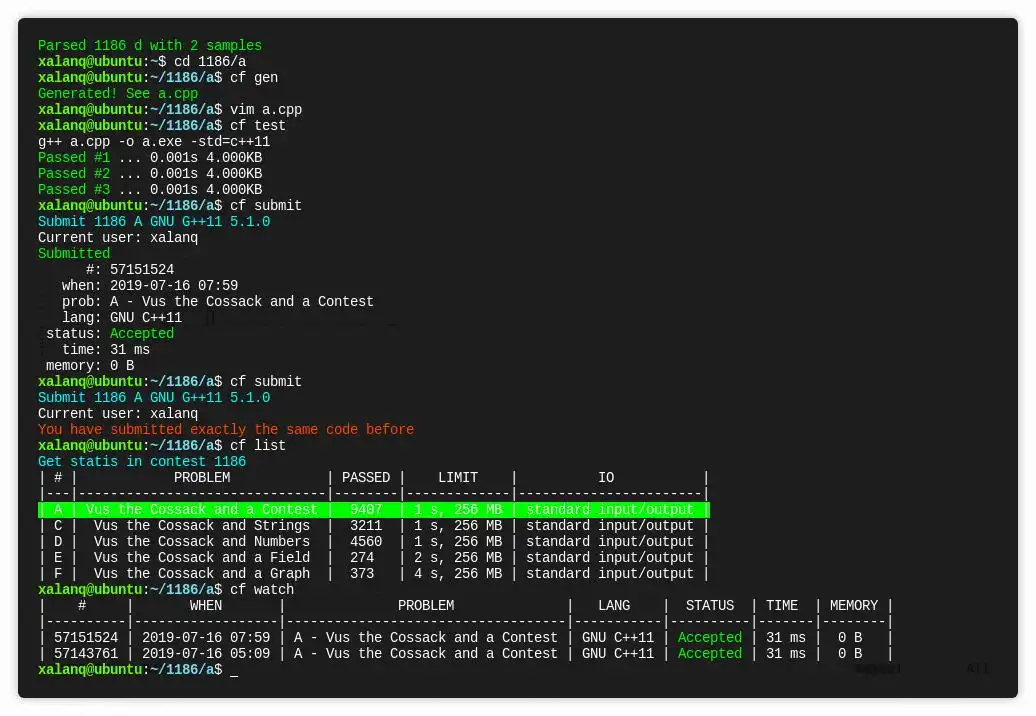 Parsed 1186 d with 2 samples
xalanq@ubuntu:~$ cd 1186/a
xalanq@ubuntu:~/1186/a$ cf gen
Generated! See a.cpp
xalanq@ubuntu:~/1186/a$ vim a.cpp
xalanq@ubuntu:~/1186/a$ cf test
g++ a.cpp -o a.exe -std=c++11
Passed #1 ... 0.001s 4.000KB
Passed #2 ... 0.001s 4.000KB
Passed #3 ... 0.001s 4.000KB
xalanq@ubuntu:~/1186/a$ cf submit
Submit 1186 A GNU G++11 5.1.0
Current user: xalanq
Submitted
      #: 57151524
   when: 2019-07-16 07:59
   prob: A - Vus the Cossack and a Contest
   lang: GNU C++11
 status: Accepted
   time: 31 ms
 memory: 0 B
xalanq@ubuntu:~/1186/a$ cf submit
Submit 1186 A GNU G++11 5.1.0
Current user: xalanq
You have submitted exactly the same code before
xalanq@ubuntu:~/1186/a$ cf list
Get statis in contest 1186
| # |            PROBLEM            | PASSED |    LIMIT    |          IO           |
|---|-------------------------------|--------|-------------|-----------------------|
| A | Vus the Cossack and a Contest |  9407  | 1 s, 256 MB | standard input/output |
| C |  Vus the Cossack and Strings  |  3211  | 1 s, 256 MB | standard input/output |
| D |  Vus the Cossack and Numbers  |  4560  | 1 s, 256 MB | standard input/output |
| E |  Vus the Cossack and a Field  |  274   | 2 s, 256 MB | standard input/output |
| F |  Vus the Cossack and a Graph  |  373   | 4 s, 256 MB | standard input/output |
xalanq@ubuntu:~/1186/a$ cf watch
|    #     |       WHEN       |              PROBLEM              |   LANG    |  STATUS  | TIME  | MEMORY |
|----------|------------------|-----------------------------------|-----------|----------|-------|--------|
| 57151524 | 2019-07-16 07:59 | A - Vus the Cossack and a Contest | GNU C++11 | Accepted | 31 ms |  0 B   |
| 57143761 | 2019-07-16 05:09 | A - Vus the Cossack and a Contest | GNU C++11 | Accepted | 31 ms |  0 B   |
xalanq@ubuntu:~/1186/a$ _